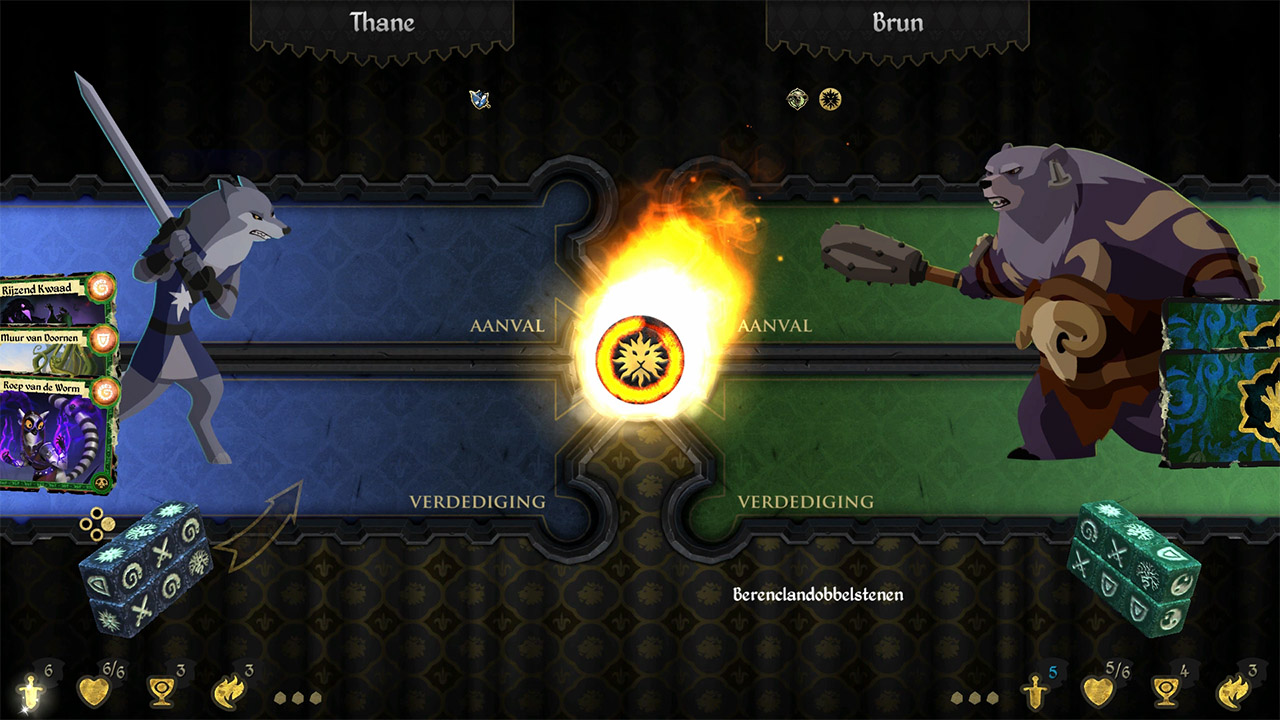 Thane
Brun
Rijzend Kwaad
Muur van Doornen
Roep van de Worm
AANVAL
AANVAL
VERDEDIGING
VERDEDIGING
Berenclandobbelstenen
6
6/6
3
3
5
5/6
4
3